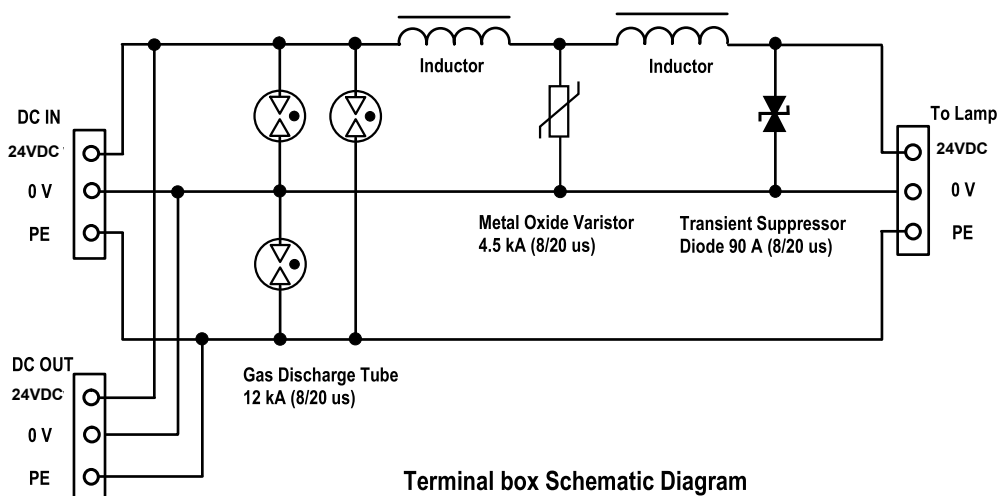 Inductor
Inductor
DC IN
To Lamp
24VDC
24VDC
0 V
0 V
PE
PE
Metal Oxide Varistor
4.5 kA (8/20 us)
Transient Suppressor
Diode 90 A (8/20 us)
DC OUT
24VDC
0 V
PE
Gas Discharge Tube
12 kA (8/20 us)
Terminal box Schematic Diagram